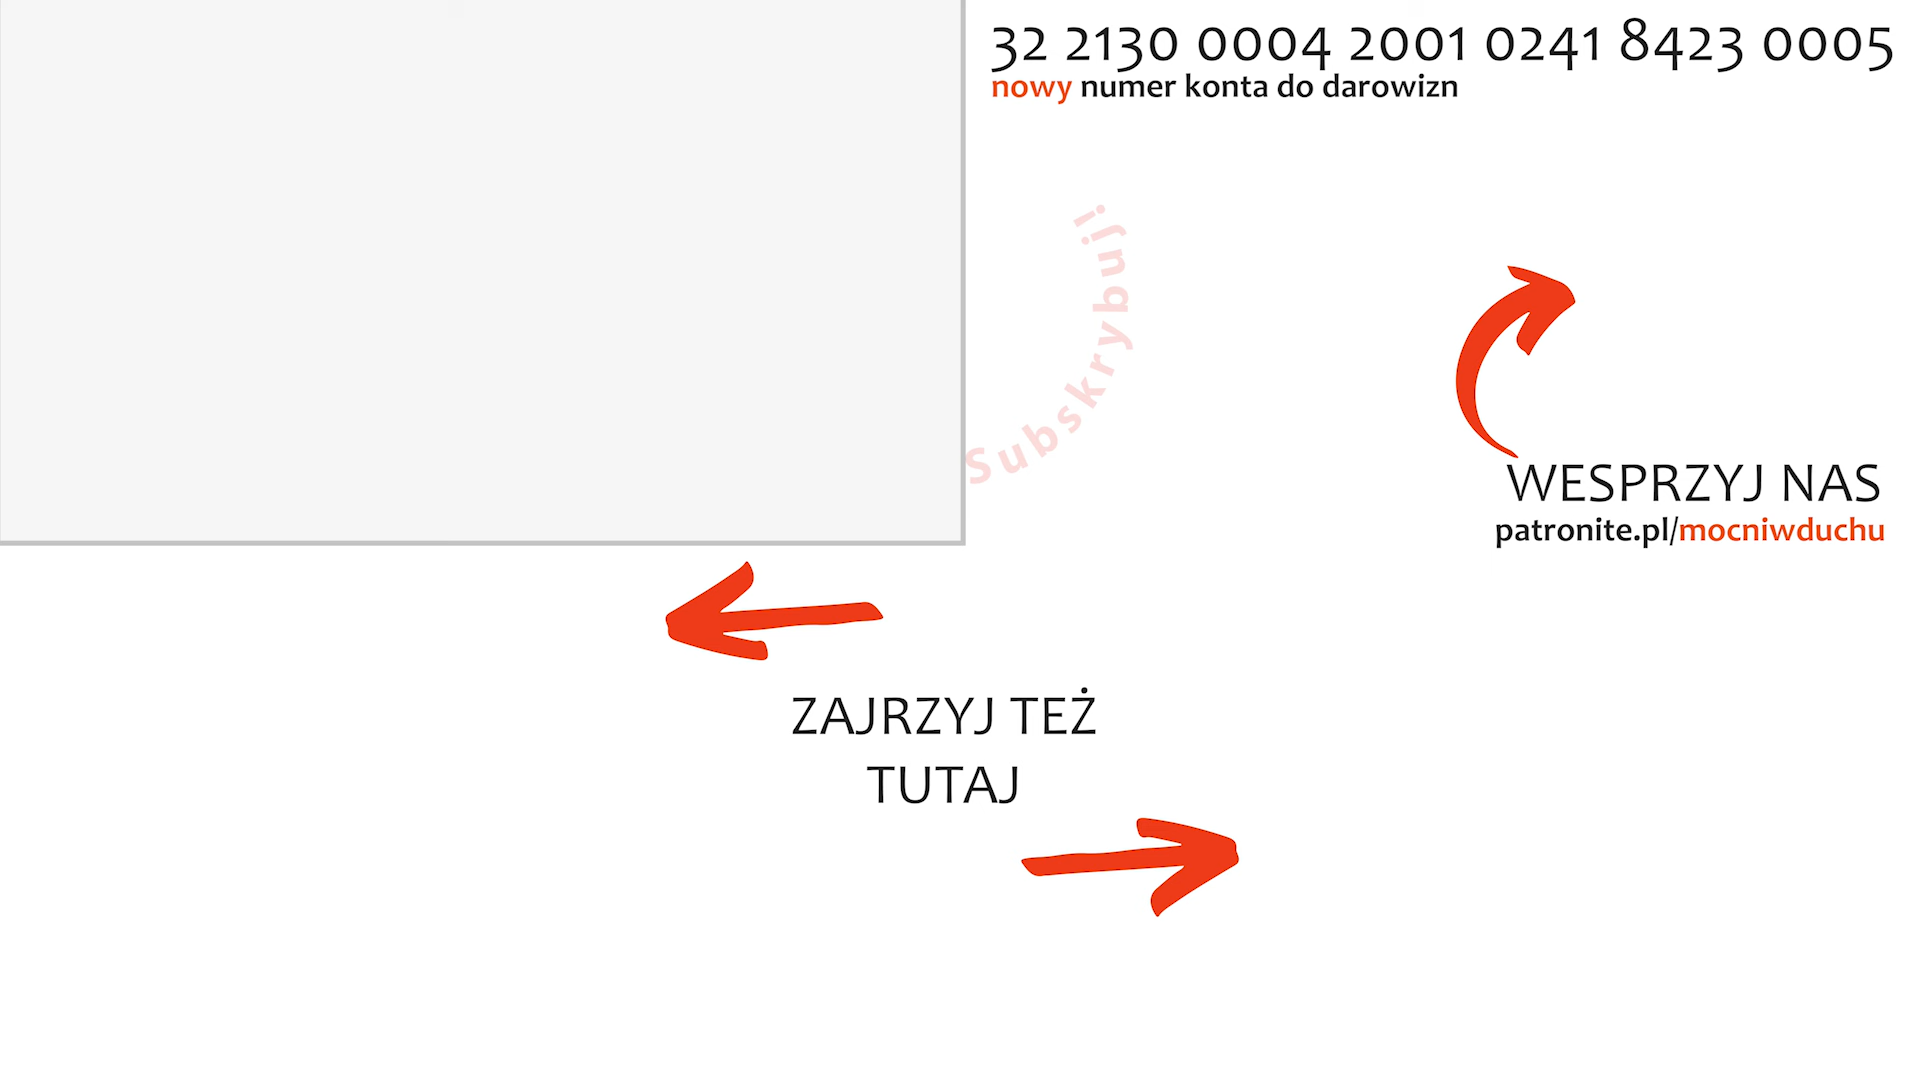 32 2130 0004 2001 0241 8423 0005
nowy numer konta do darowizn
Subskrybuj!
WESPRZYJ NAS
patronite.pl/mocniwduchu
ZAJRZYJ TEŻ
TUTAJ